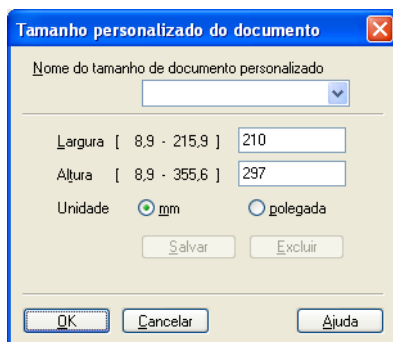 Tamanho personalizado do documento
Nome do tamanho de documento personalizado
Largura [ 8,9 - 215,9 ] 210
Altura [ 8,9 - 355,6 ] 297
Unidade mm polegada
Salvar Excluir
OK Cancelar Ajuda